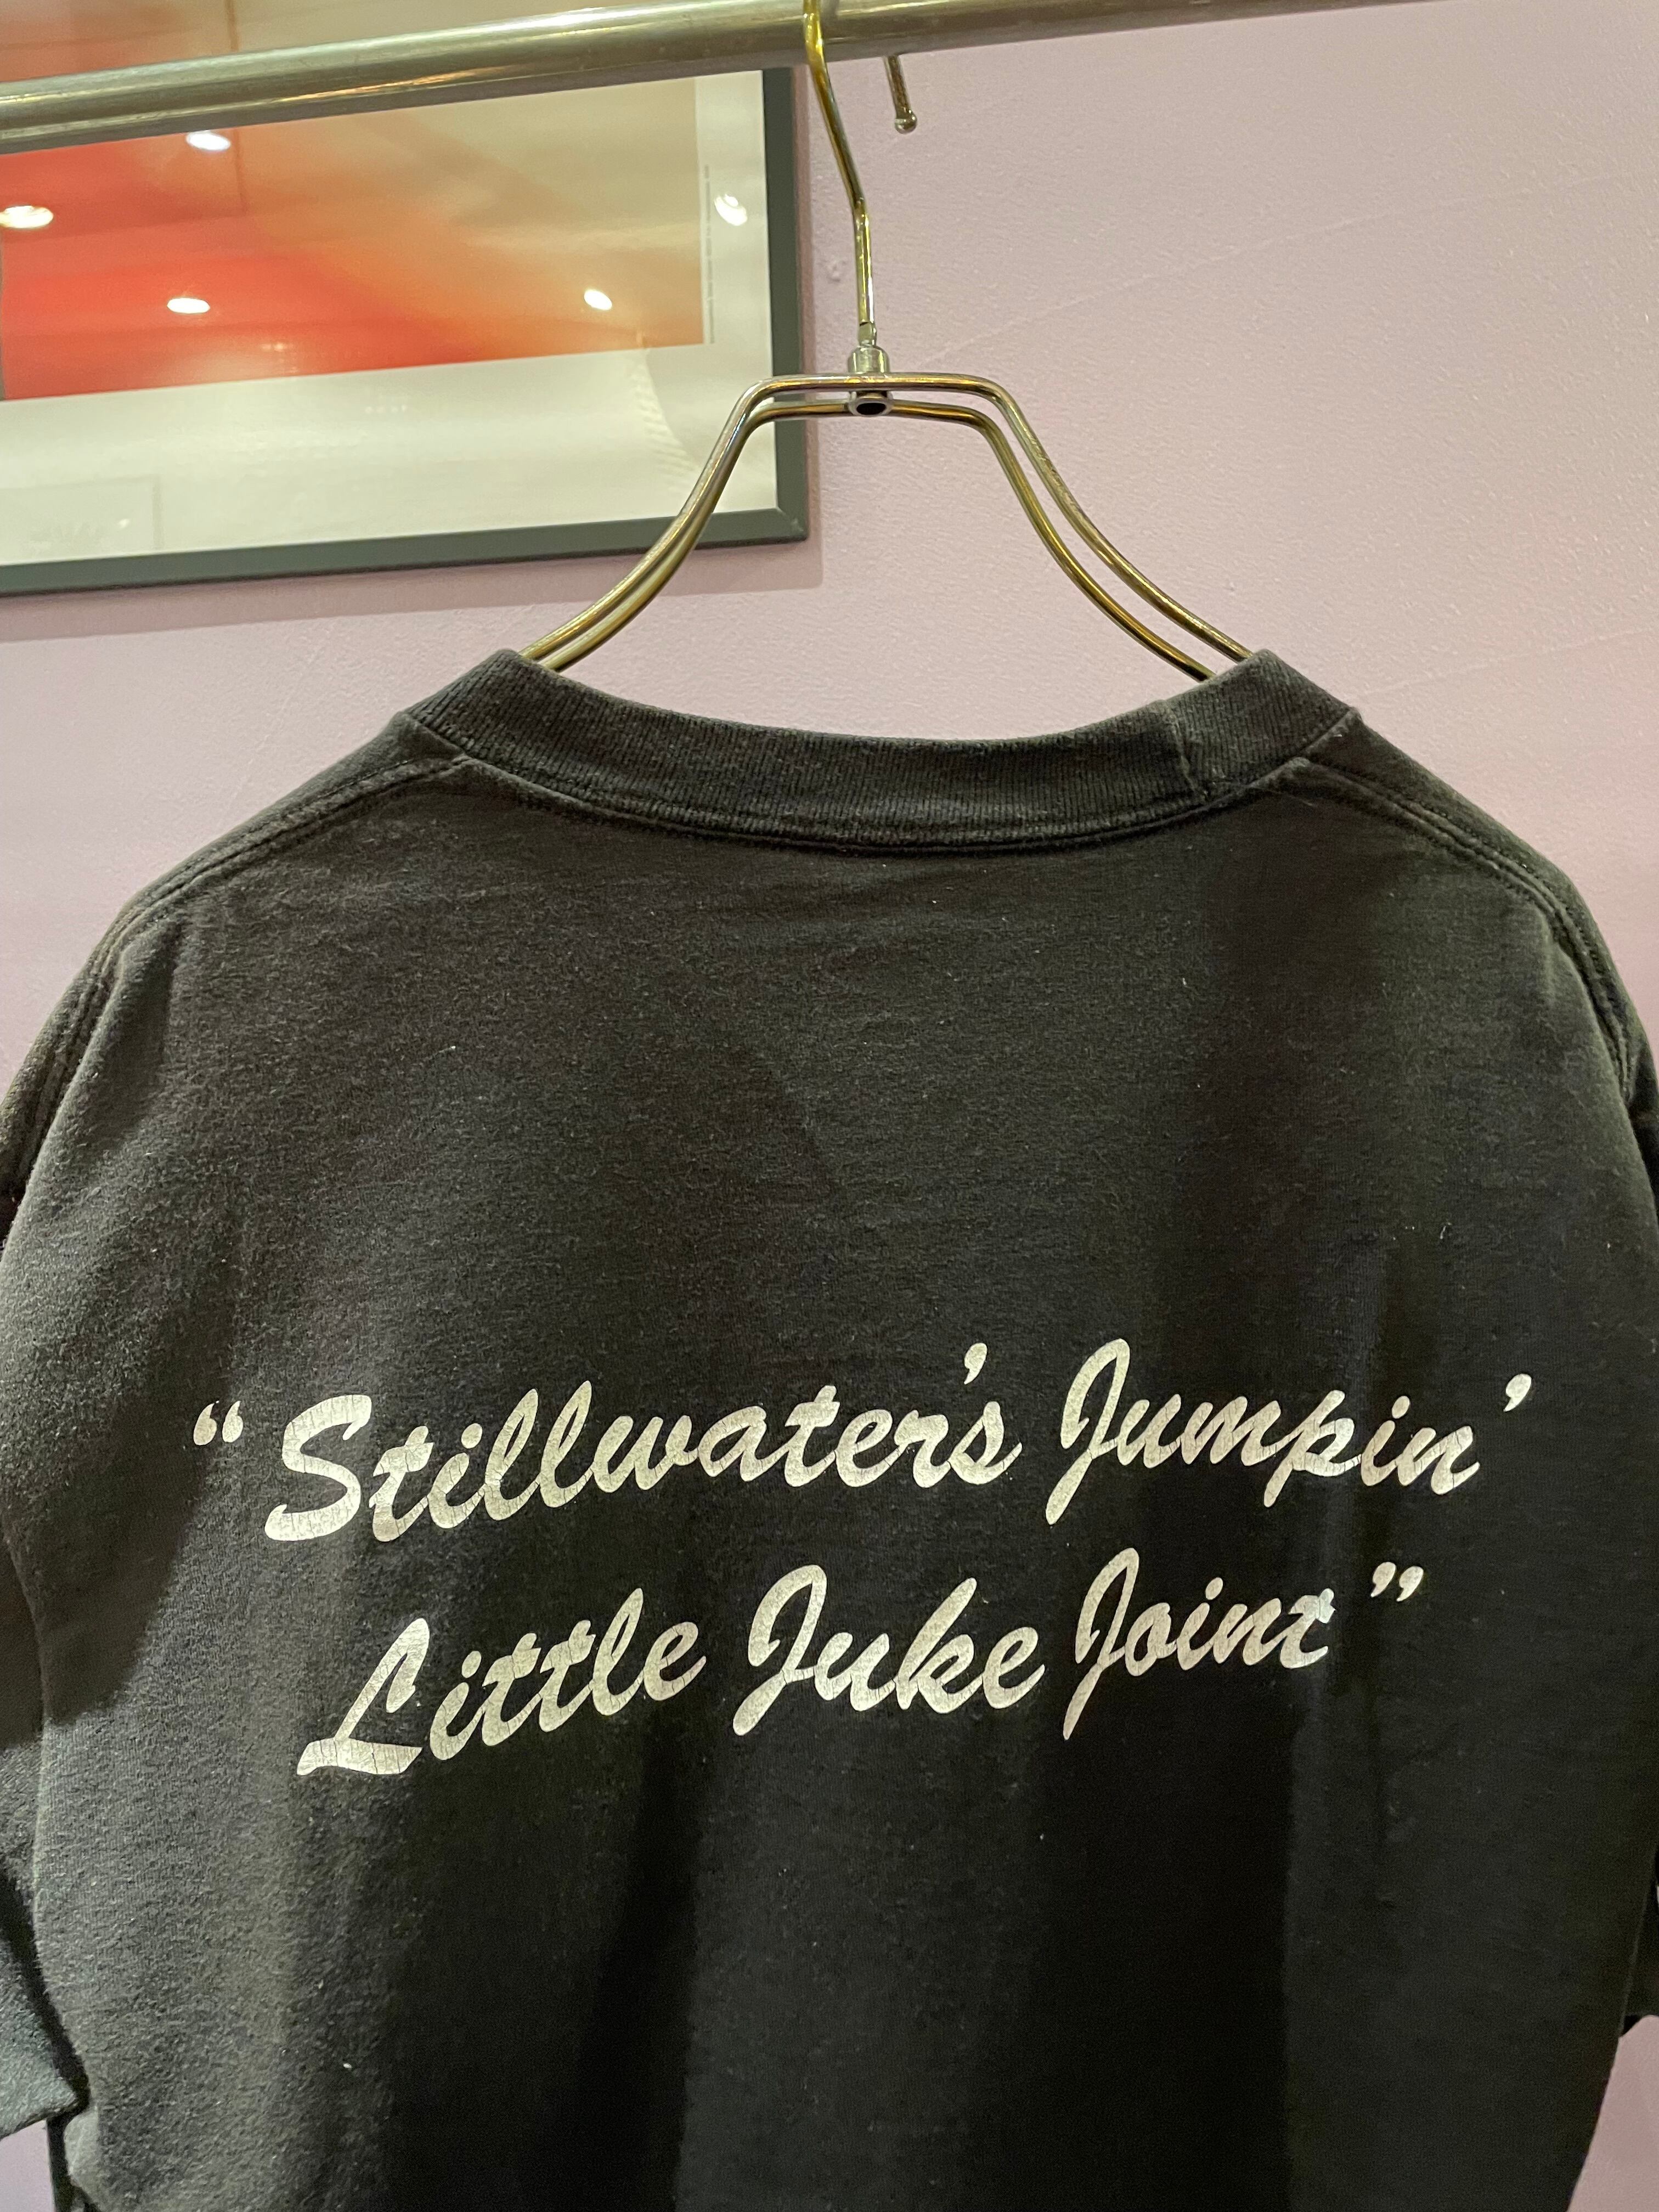 “Stillwater’s Jumpin’
Little Juke Joint”